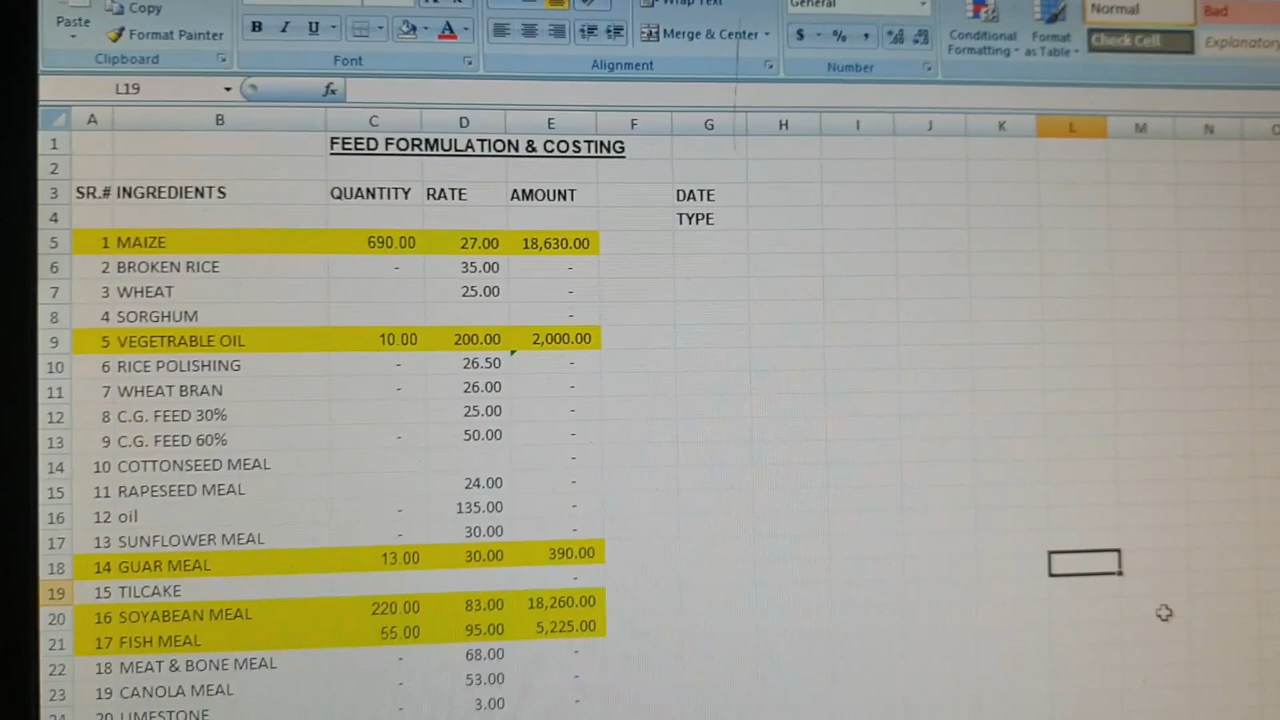 Paste Copy Wrap Text General Normal Bad
Format Painter B I U A Merge & Center $ % , Conditional Formatting Format as Table Check Cell Explanatory
Clipboard Font Alignment Number
L19 fx
A B C D E F G H I J K L M N O
1 FEED FORMULATION & COSTING
2
3 SR.# INGREDIENTS QUANTITY RATE AMOUNT DATE
4 TYPE
5 1 MAIZE 690.00 27.00 18,630.00
6 2 BROKEN RICE - 35.00 -
7 3 WHEAT 25.00 -
8 4 SORGHUM -
9 5 VEGETRABLE OIL 10.00 200.00 2,000.00
10 6 RICE POLISHING - 26.50 -
11 7 WHEAT BRAN - 26.00 -
12 8 C.G. FEED 30% 25.00 -
13 9 C.G. FEED 60% - 50.00 -
14 10 COTTONSEED MEAL -
15 11 RAPESEED MEAL 24.00 -
16 12 oil - 135.00 -
17 13 SUNFLOWER MEAL - 30.00 -
18 14 GUAR MEAL 13.00 30.00 390.00
19 15 TILCAKE -
20 16 SOYABEAN MEAL 220.00 83.00 18,260.00
21 17 FISH MEAL 55.00 95.00 5,225.00
22 18 MEAT & BONE MEAL - 68.00 -
23 19 CANOLA MEAL - 53.00 -
24 20 LIMESTONE - 3.00 -